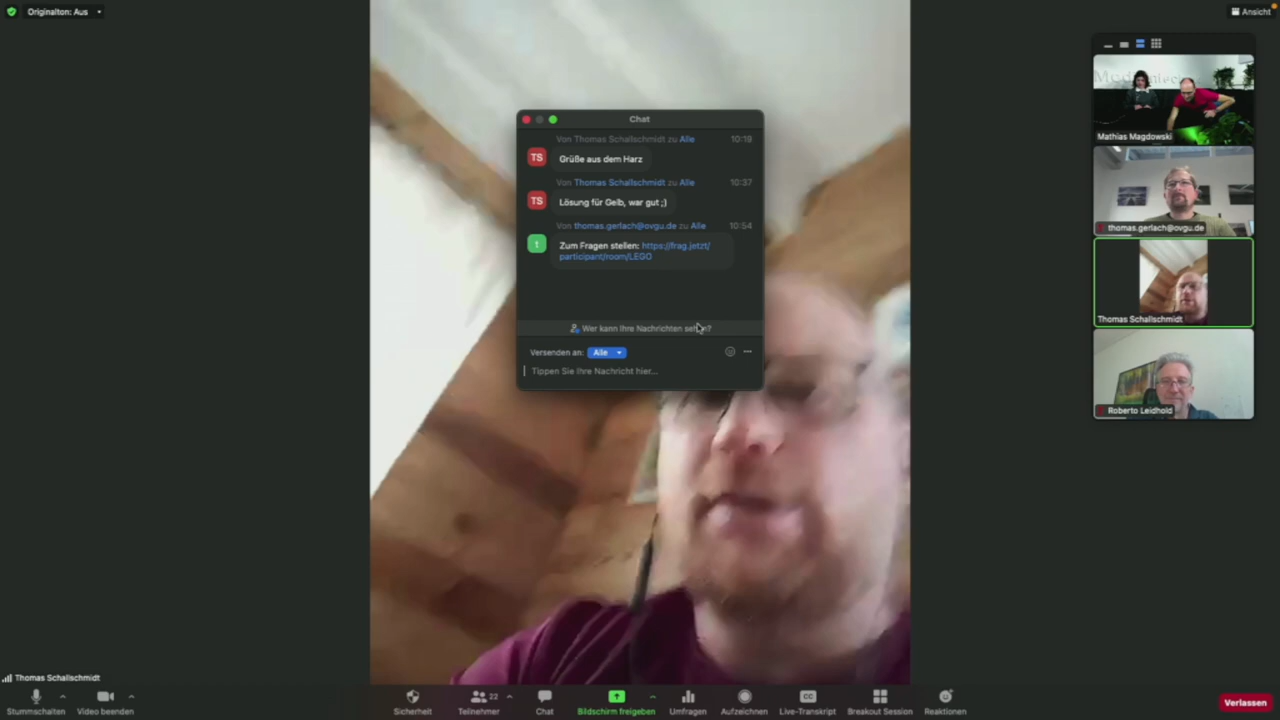 Originalton: Aus
Ansicht
Chat
Von Thomas Schallschmidt zu Alle 10:19
TS
Grüße aus dem Harz
Von Thomas Schallschmidt zu Alle 10:37
TS
Lösung für Gelb, war gut ;)
Von thomas.gerlach@ovgu.de zu Alle 10:54
t
Zum Fragen stellen: https://frag.jetzt/
participant/room/LEGO
Wer kann Ihre Nachrichten sehen?
Versenden an: Alle
Tippen Sie Ihre Nachricht hier...
Mathias Magdowski
thomas.gerlach@ovgu.de
Thomas Schallschmidt
Roberto Leidhold
Thomas Schallschmidt
22
CC
Stummschalten
Video beenden
Sicherheit
Teilnehmer
Chat
Bildschirm freigeben
Umfragen
Aufzeichnen
Live-Transkript
Breakout Session
Reaktionen
Verlassen